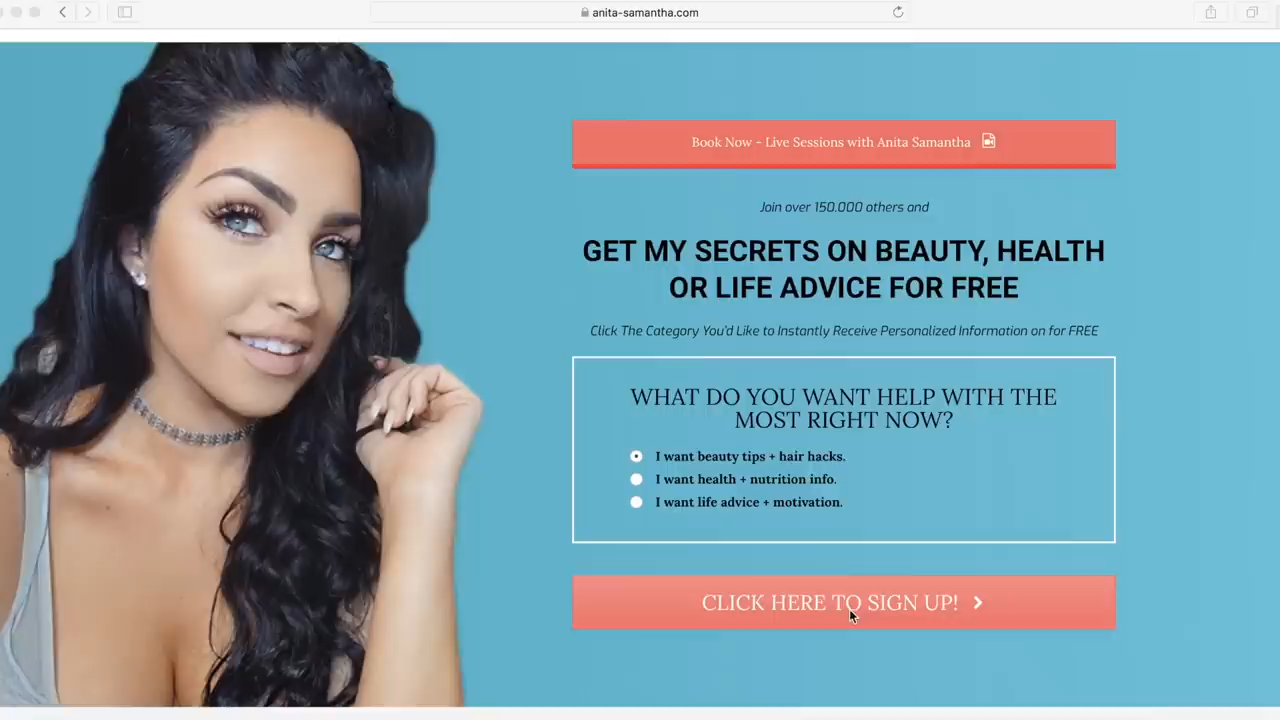 anita-samantha.com
Book Now - Live Sessions with Anita Samantha
Join over 150.000 others and
GET MY SECRETS ON BEAUTY, HEALTH
OR LIFE ADVICE FOR FREE
Click The Category You'd Like to Instantly Receive Personalized Information on for FREE
WHAT DO YOU WANT HELP WITH THE
MOST RIGHT NOW?
I want beauty tips + hair hacks.
I want health + nutrition info.
I want life advice + motivation.
CLICK HERE TO SIGN UP!